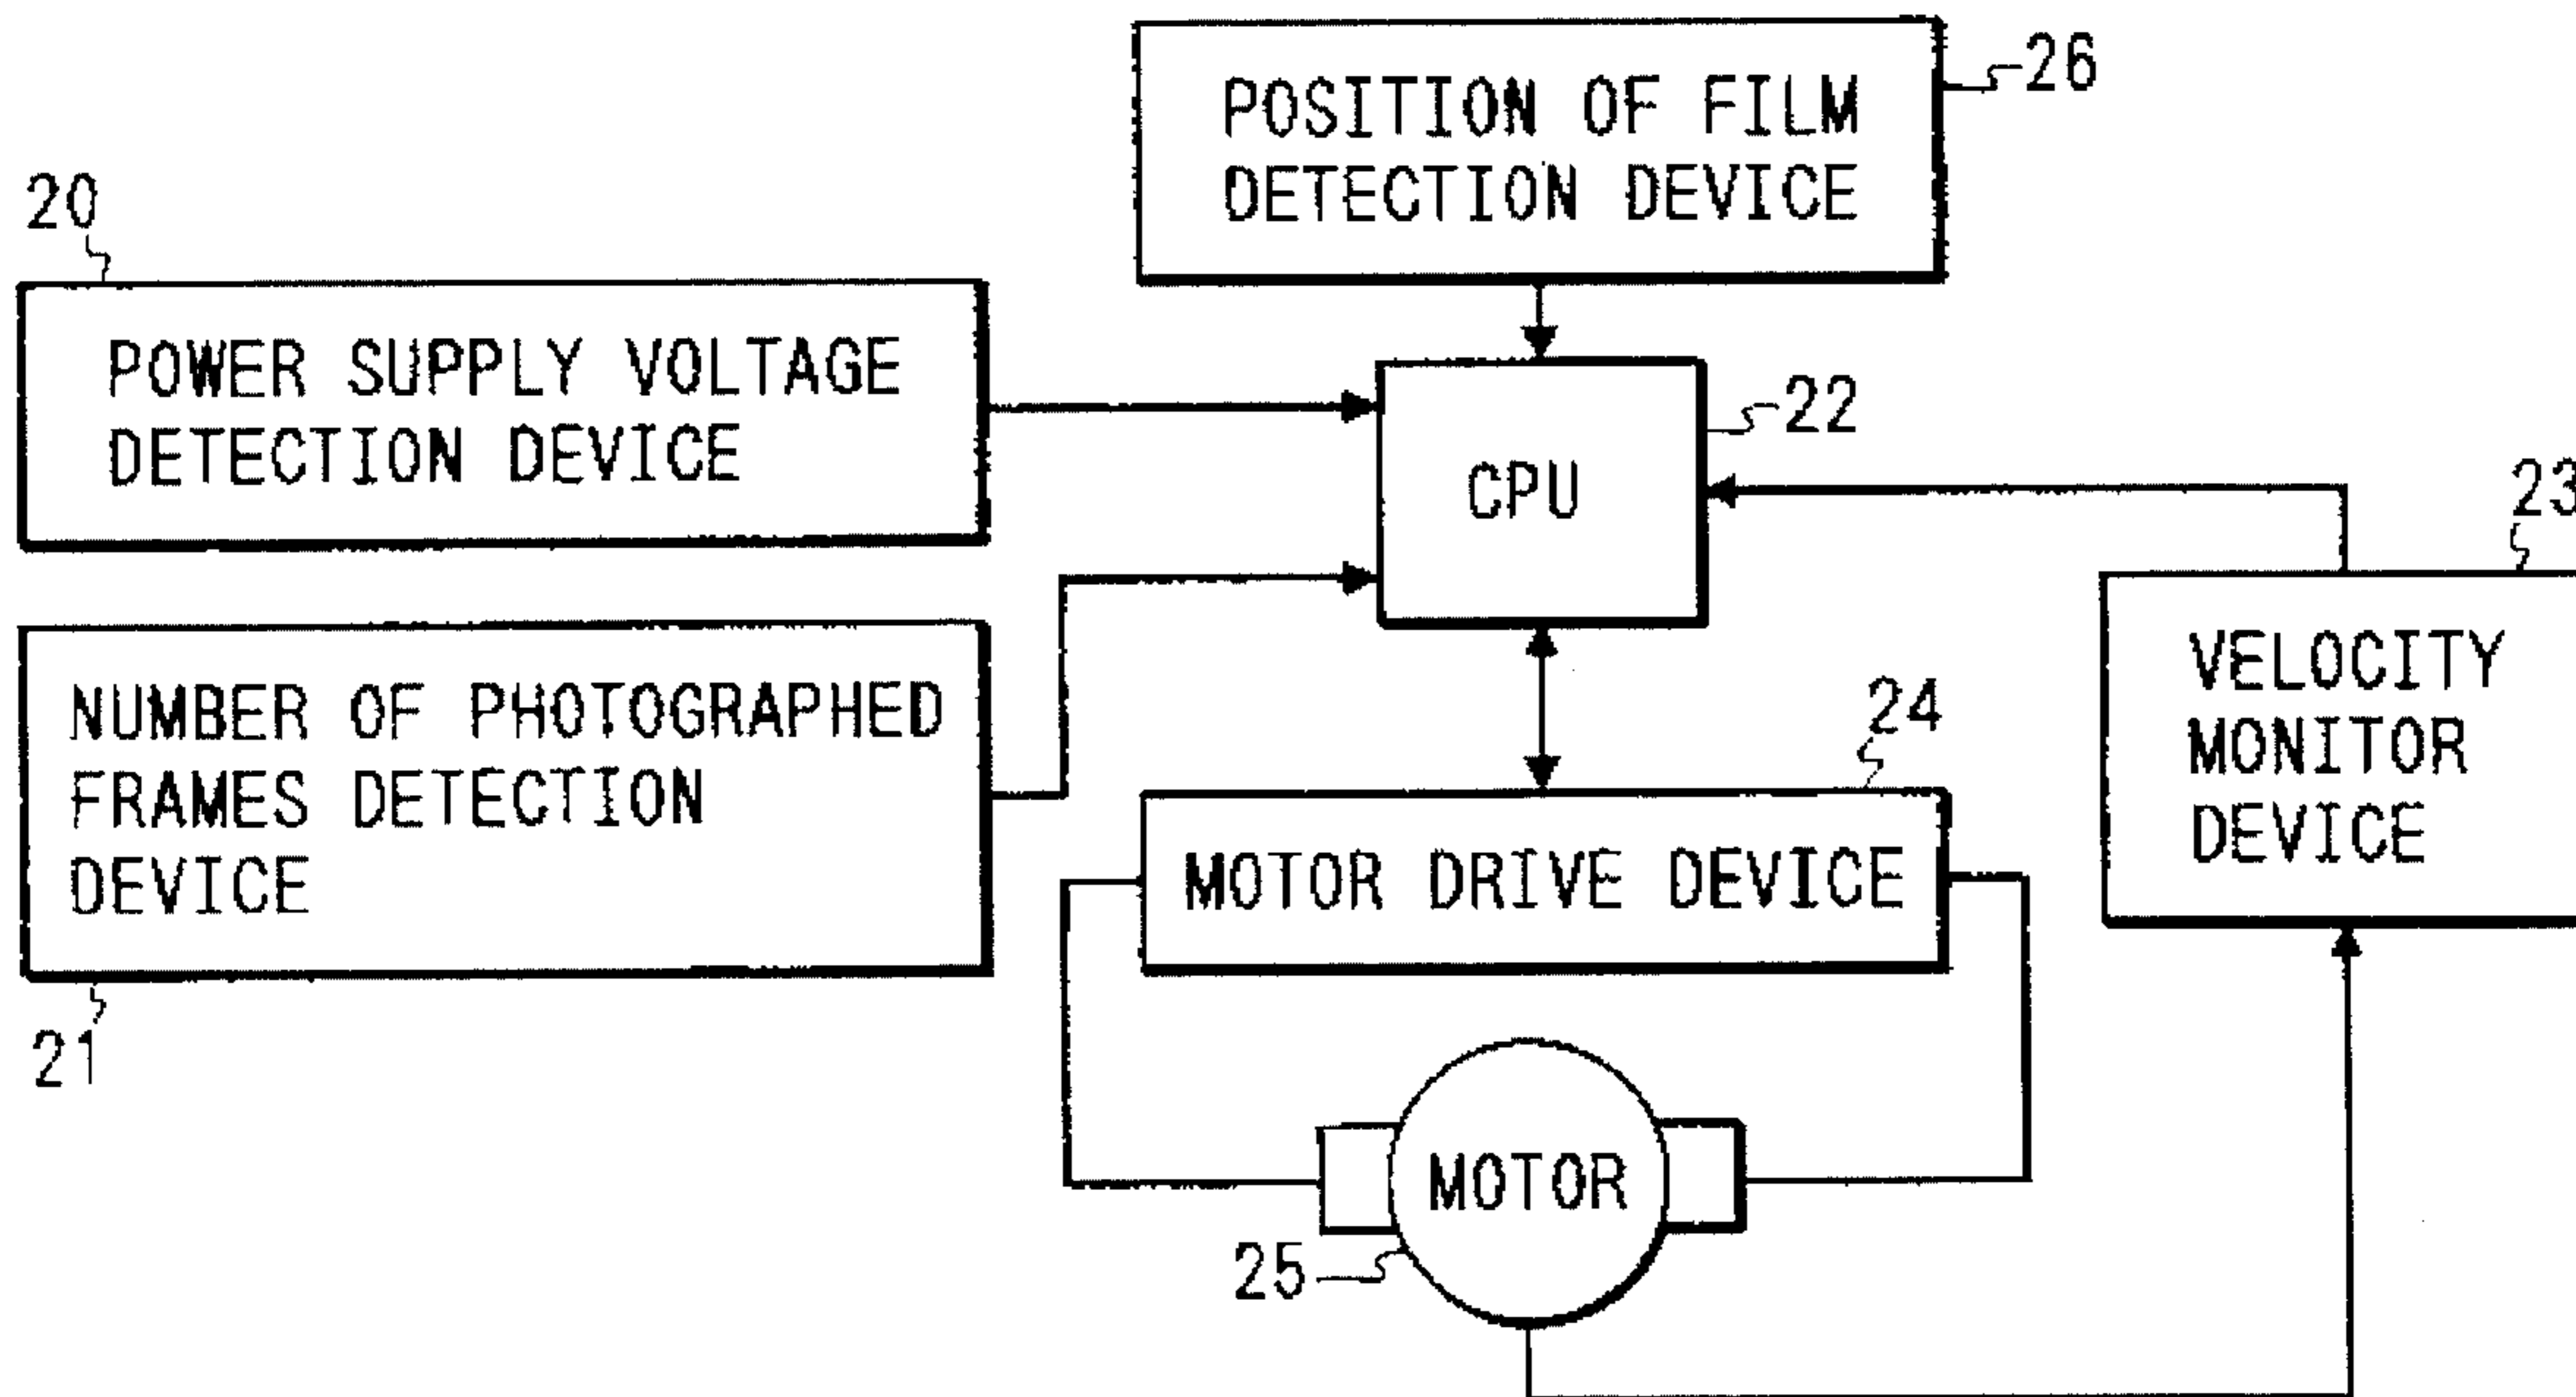 POSITION OF FILM
DETECTION DEVICE
26
20
POWER SUPPLY VOLTAGE
DETECTION DEVICE
CPU
22
23
NUMBER OF PHOTOGRAPHED
FRAMES DETECTION
DEVICE
21
24
MOTOR DRIVE DEVICE
VELOCITY
MONITOR
DEVICE
MOTOR
25